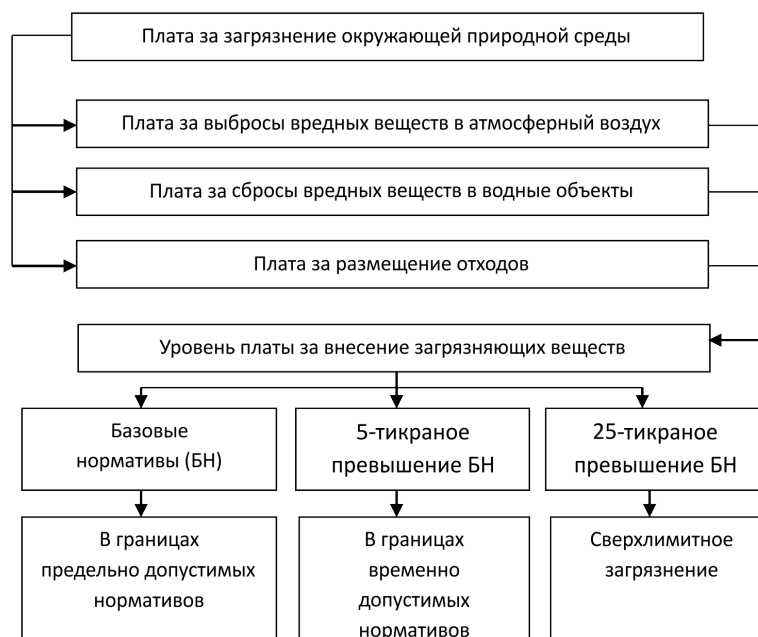 Плата за загрязнение окружающей природной среды
Плата за выбросы вредных веществ в атмосферный воздух
Плата за сбросы вредных веществ в водные объекты
Плата за размещение отходов
Уровень платы за внесение загрязняющих веществ
Базовые
нормативы (БН)
5-тикраное
превышение БН
25-тикраное
превышение БН
В границах
предельно допустимых
нормативов
В границах
временно
допустимых
нормативов
Сверхлимитное
загрязнение